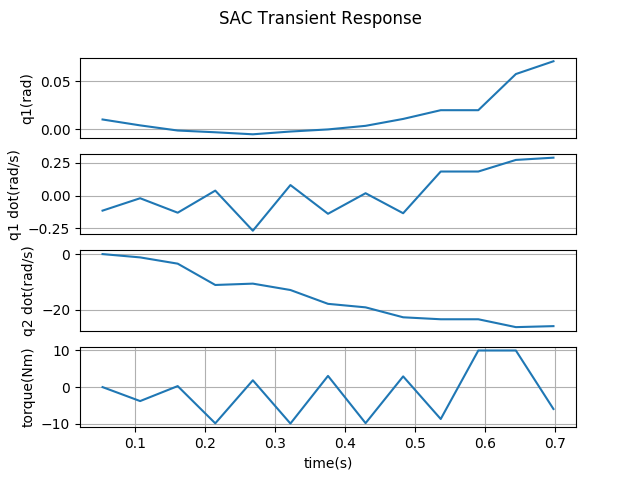 SAC Transient Response
q1(rad)
0.05
0.00
q1 dot(rad/s)
0.25
0.00
−0.25
q2 dot(rad/s)
0
−20
torque(Nm)
10
0
−10
0.1 0.2 0.3 0.4 0.5 0.6 0.7
time(s)